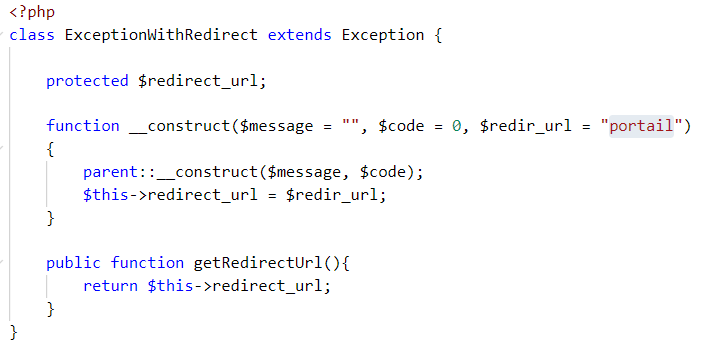 <?php
class ExceptionWithRedirect extends Exception {
protected $redirect_url;
function __construct($message = "", $code = 0, $redir_url = "portail")
{
parent::__construct($message, $code);
$this->redirect_url = $redir_url;
}
public function getRedirectUrl(){
return $this->redirect_url;
}
}